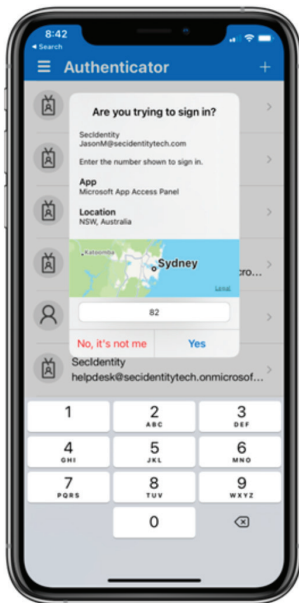 8:42
Search
Authenticator
+
Are you trying to sign in?
SecIdentity
JasonM@secidentitytech.com
Enter the number shown to sign in.
App
Microsoft App Access Panel
Location
NSW, Australia
Katoomba
Sydney
Legal
cro...
82
No, it's not me Yes
SecIdentity
helpdesk@secidentitytech.onmicrosof...
1 2 3
ABC DEF
4 5 6
GHI JKL MNO
7 8 9
PQRS TUV WXYZ
0